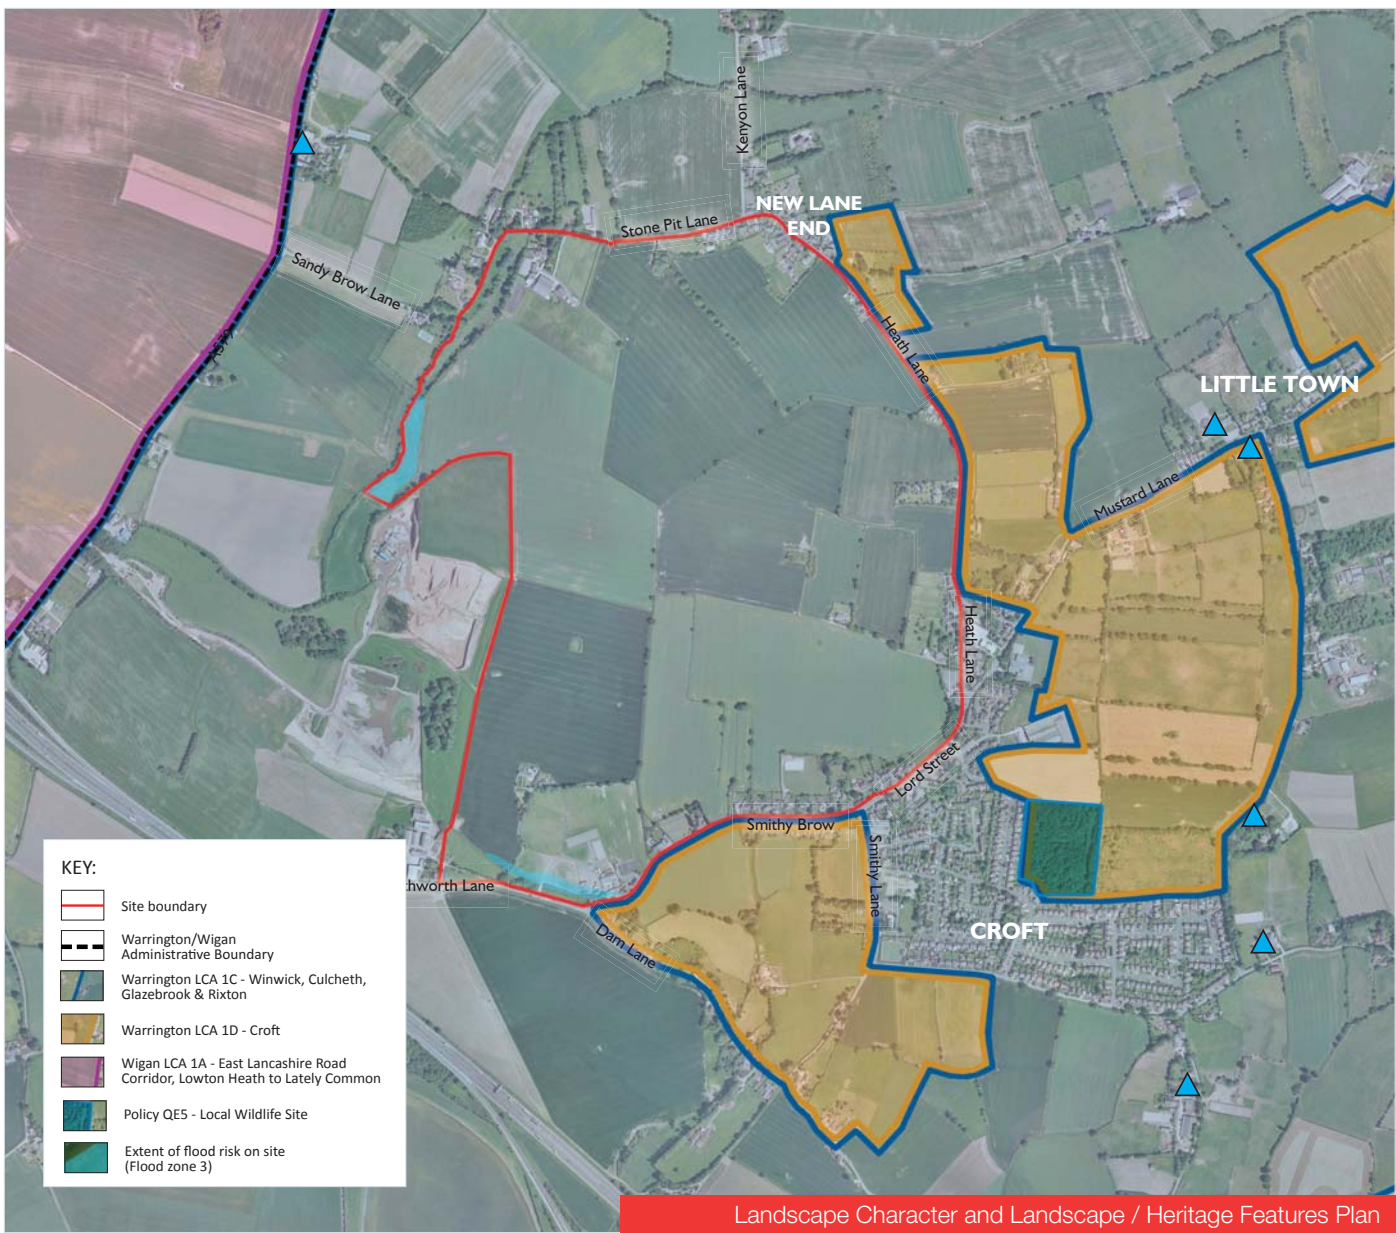 Kenyon Lane
NEW LANE
END
Stone Pit Lane
Sandy Brow Lane
Heath Lane
LITTLE TOWN
Mustard Lane
Heath Lane
Lord Street
Smithy Brow
Smithy Lane
chworth Lane
Dam Lane
CROFT
KEY:
Site boundary
Warrington/Wigan
Administrative Boundary
Warrington LCA 1C - Winwick, Culcheth,
Glazebrook & Rixton
Warrington LCA 1D - Croft
Wigan LCA 1A - East Lancashire Road
Corridor, Lowton Heath to Lately Common
Policy QE5 - Local Wildlife Site
Extent of flood risk on site
(Flood zone 3)
Landscape Character and Landscape / Heritage Features Plan